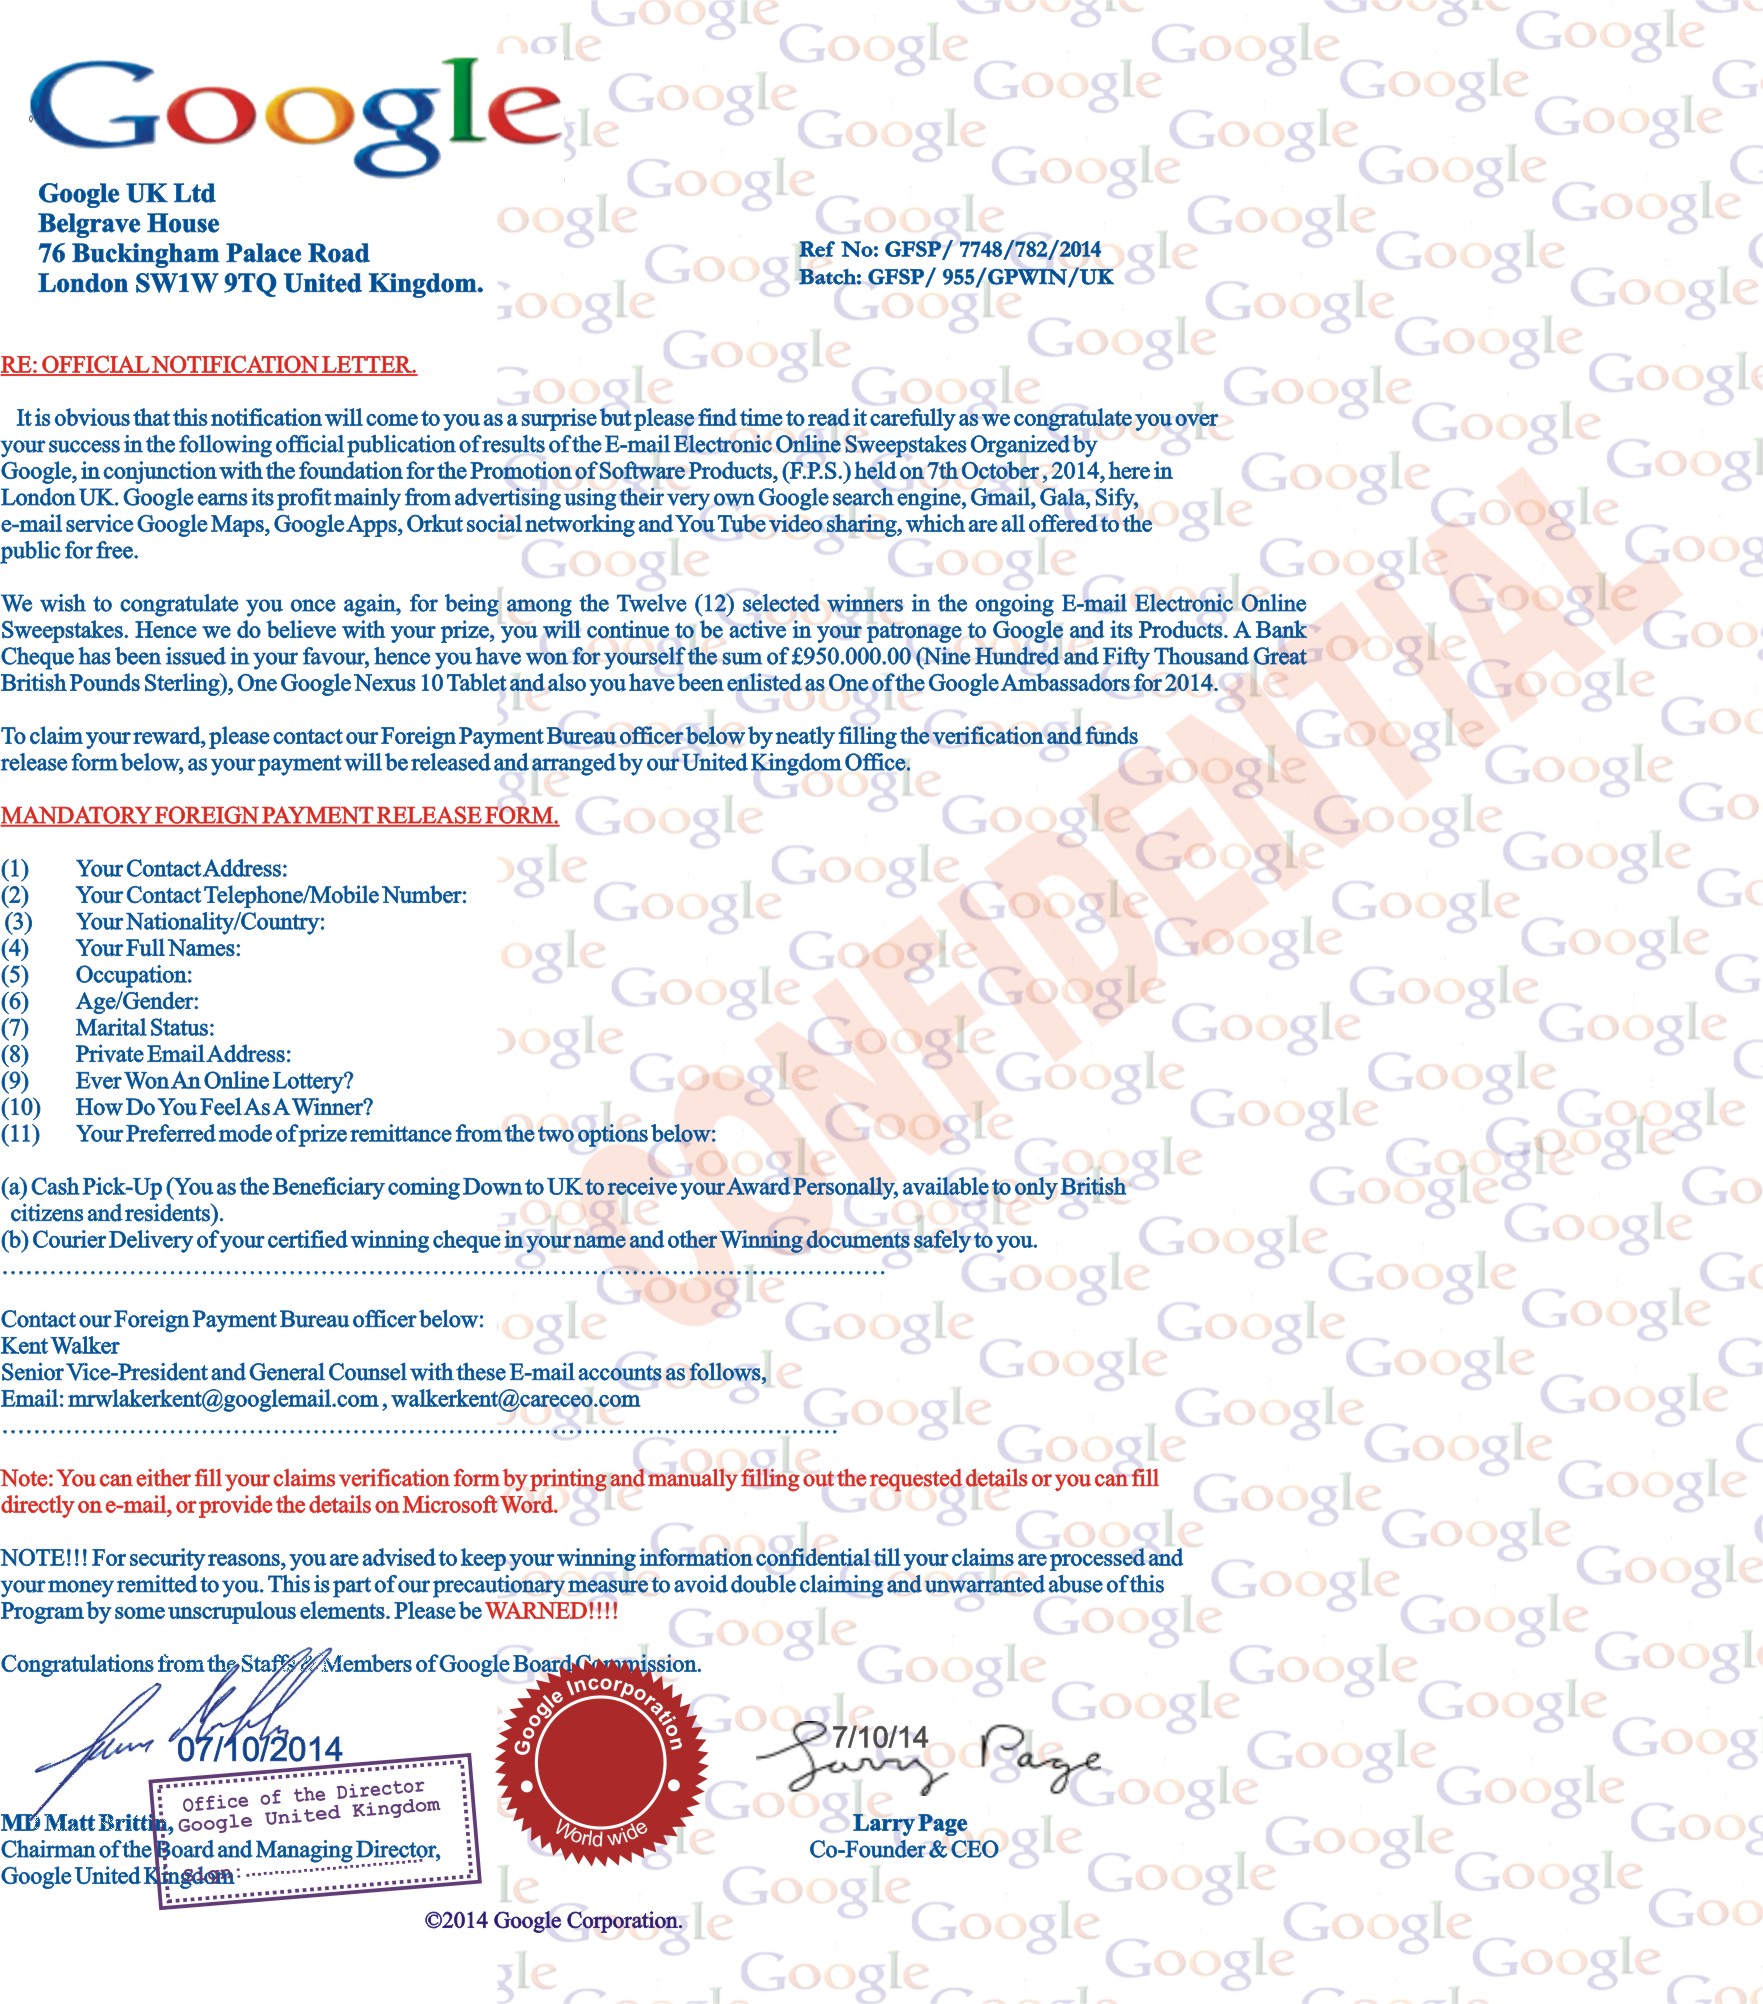 Google
Google UK Ltd
Belgrave House
76 Buckingham Palace Road
London SW1W 9TQ United Kingdom.
Ref No: GFSP/ 7748/782/2014
Batch: GFSP/ 955/GPWIN/UK
RE: OFFICIAL NOTIFICATION LETTER.
It is obvious that this notification will come to you as a surprise but please find time to read it carefully as we congratulate you over
your success in the following official publication of results of the E-mail Electronic Online Sweepstakes Organized by
Google, in conjunction with the foundation for the Promotion of Software Products, (F.P.S.) held on 7th October , 2014, here in
London UK. Google earns its profit mainly from advertising using their very own Google search engine, Gmail, Gala, Sify,
e-mail service Google Maps, Google Apps, Orkut social networking and You Tube video sharing, which are all offered to the
public for free.
We wish to congratulate you once again, for being among the Twelve (12) selected winners in the ongoing E-mail Electronic Online
Sweepstakes. Hence we do believe with your prize, you will continue to be active in your patronage to Google and its Products. A Bank
Cheque has been issued in your favour, hence you have won for yourself the sum of £950.000.00 (Nine Hundred and Fifty Thousand Great
British Pounds Sterling), One Google Nexus 10 Tablet and also you have been enlisted as One of the Google Ambassadors for 2014.
To claim your reward, please contact our Foreign Payment Bureau officer below by neatly filling the verification and funds
release form below, as your payment will be released and arranged by our United Kingdom Office.
MANDATORY FOREIGN PAYMENT RELEASE FORM.
(1) Your Contact Address:
(2) Your Contact Telephone/Mobile Number:
(3) Your Nationality/Country:
(4) Your Full Names:
(5) Occupation:
(6) Age/Gender:
(7) Marital Status:
(8) Private Email Address:
(9) Ever Won An Online Lottery?
(10) How Do You Feel As A Winner?
(11) Your Preferred mode of prize remittance from the two options below:
(a) Cash Pick-Up (You as the Beneficiary coming Down to UK to receive your Award Personally, available to only British
citizens and residents).
(b) Courier Delivery of your certified winning cheque in your name and other Winning documents safely to you.
Contact our Foreign Payment Bureau officer below:
Kent Walker
Senior Vice-President and General Counsel with these E-mail accounts as follows,
Email: mrwlakerkent@googlemail.com , walkerkent@careceo.com
Note: You can either fill your claims verification form by printing and manually filling out the requested details or you can fill
directly on e-mail, or provide the details on Microsoft Word.
NOTE!!! For security reasons, you are advised to keep your winning information confidential till your claims are processed and
your money remitted to you. This is part of our precautionary measure to avoid double claiming and unwarranted abuse of this
Program by some unscrupulous elements. Please be WARNED!!!!
Congratulations from the Staffs & Members of Google Board Commission.
CONFIDENTIAL
07/10/2014
Office of the Director
Google United Kingdom
Sign:
MD Matt Brittin,
Chairman of the Board and Managing Director,
Google United Kingdom
Google Incorporation
World wide
7/10/14
Larry Page
Larry Page
Co-Founder & CEO
©2014 Google Corporation.